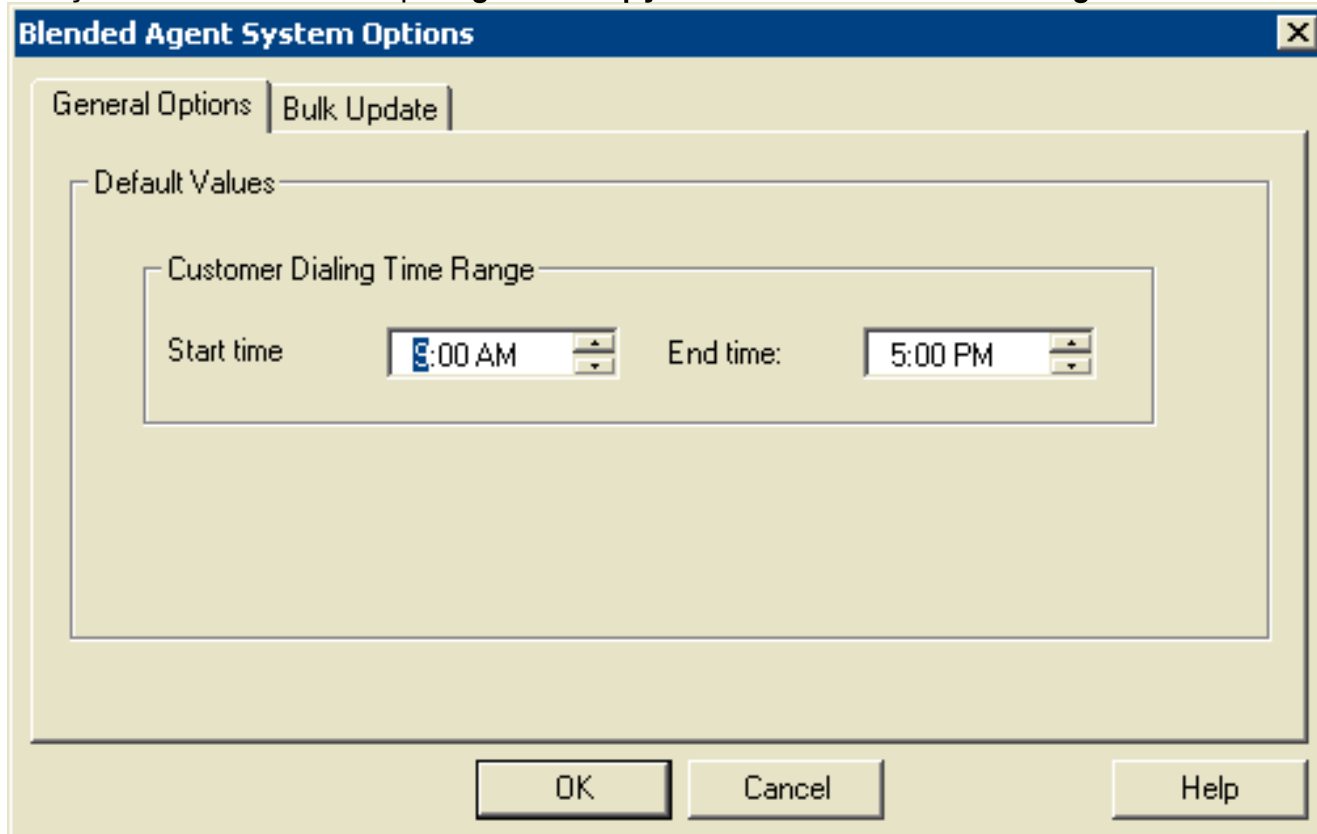 Blended Agent System Options
General Options Bulk Update
Default Values
Customer Dialing Time Range
Start time 9:00 AM End time: 5:00 PM
OK Cancel Help